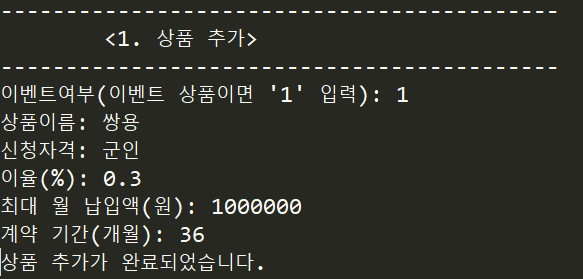 -------------------------------------------
<1. 상품 추가>
-------------------------------------------
이벤트여부(이벤트 상품이면 '1' 입력): 1
상품이름: 쌍용
신청자격: 군인
이율(%): 0.3
최대 월 납입액(원): 1000000
계약 기간(개월): 36
상품 추가가 완료되었습니다.